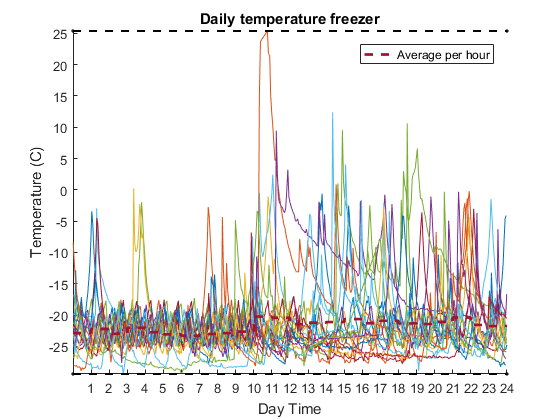 Daily temperature freezer
Average per hour
Temperature (C)
25
20
15
10
5
0
-5
-10
-15
-20
-25
1 2 3 4 5 6 7 8 9 10 11 12 13 14 15 16 17 18 19 20 21 22 23 24
Day Time